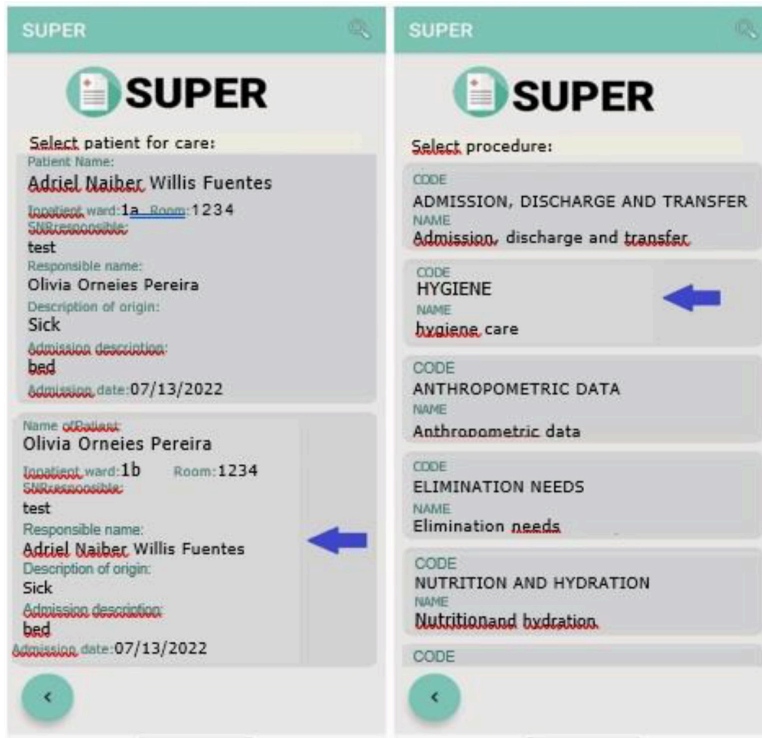 SUPER
SUPER
Select patient for care:
Patient Name:
Adriel Naiber Willis Fuentes
Inpatient ward:1a Room:1234
SNRresponsible:
test
Responsible name:
Olivia Orneies Pereira
Description of origin:
Sick
Admission description:
bed
Admission date:07/13/2022
Name ofPatient:
Olivia Orneies Pereira
Inpatient ward:1b Room:1234
SNRresponsible:
test
Responsible name:
Adriel Naiber Willis Fuentes
Description of origin:
Sick
Admission description:
bed
Admission date:07/13/2022
SUPER
SUPER
Select procedure:
CODE
ADMISSION, DISCHARGE AND TRANSFER
NAME
Admission, discharge and transfer
CODE
HYGIENE
NAME
hygiene care
CODE
ANTHROPOMETRIC DATA
NAME
Anthropometric data
CODE
ELIMINATION NEEDS
NAME
Elimination needs
CODE
NUTRITION AND HYDRATION
NAME
Nutritionand hydration
CODE